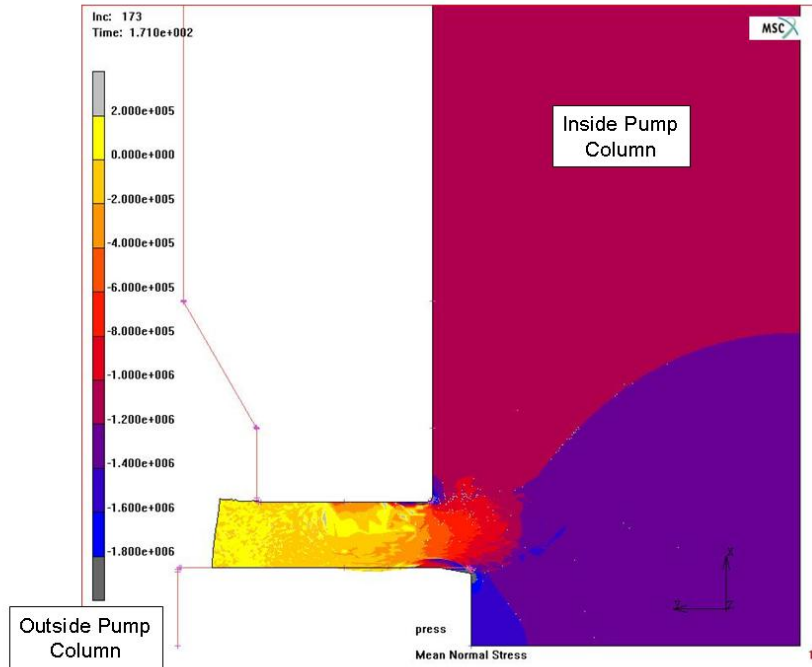 Inc: 173
Time: 1.710e+002
MSC
2.000e+005
0.000e+000
-2.000e+005
-4.000e+005
-6.000e+005
-8.000e+005
-1.000e+006
-1.200e+006
-1.400e+006
-1.600e+006
-1.800e+006
Inside Pump
Column
Outside Pump
Column
X
Y
Z
press
Mean Normal Stress
1